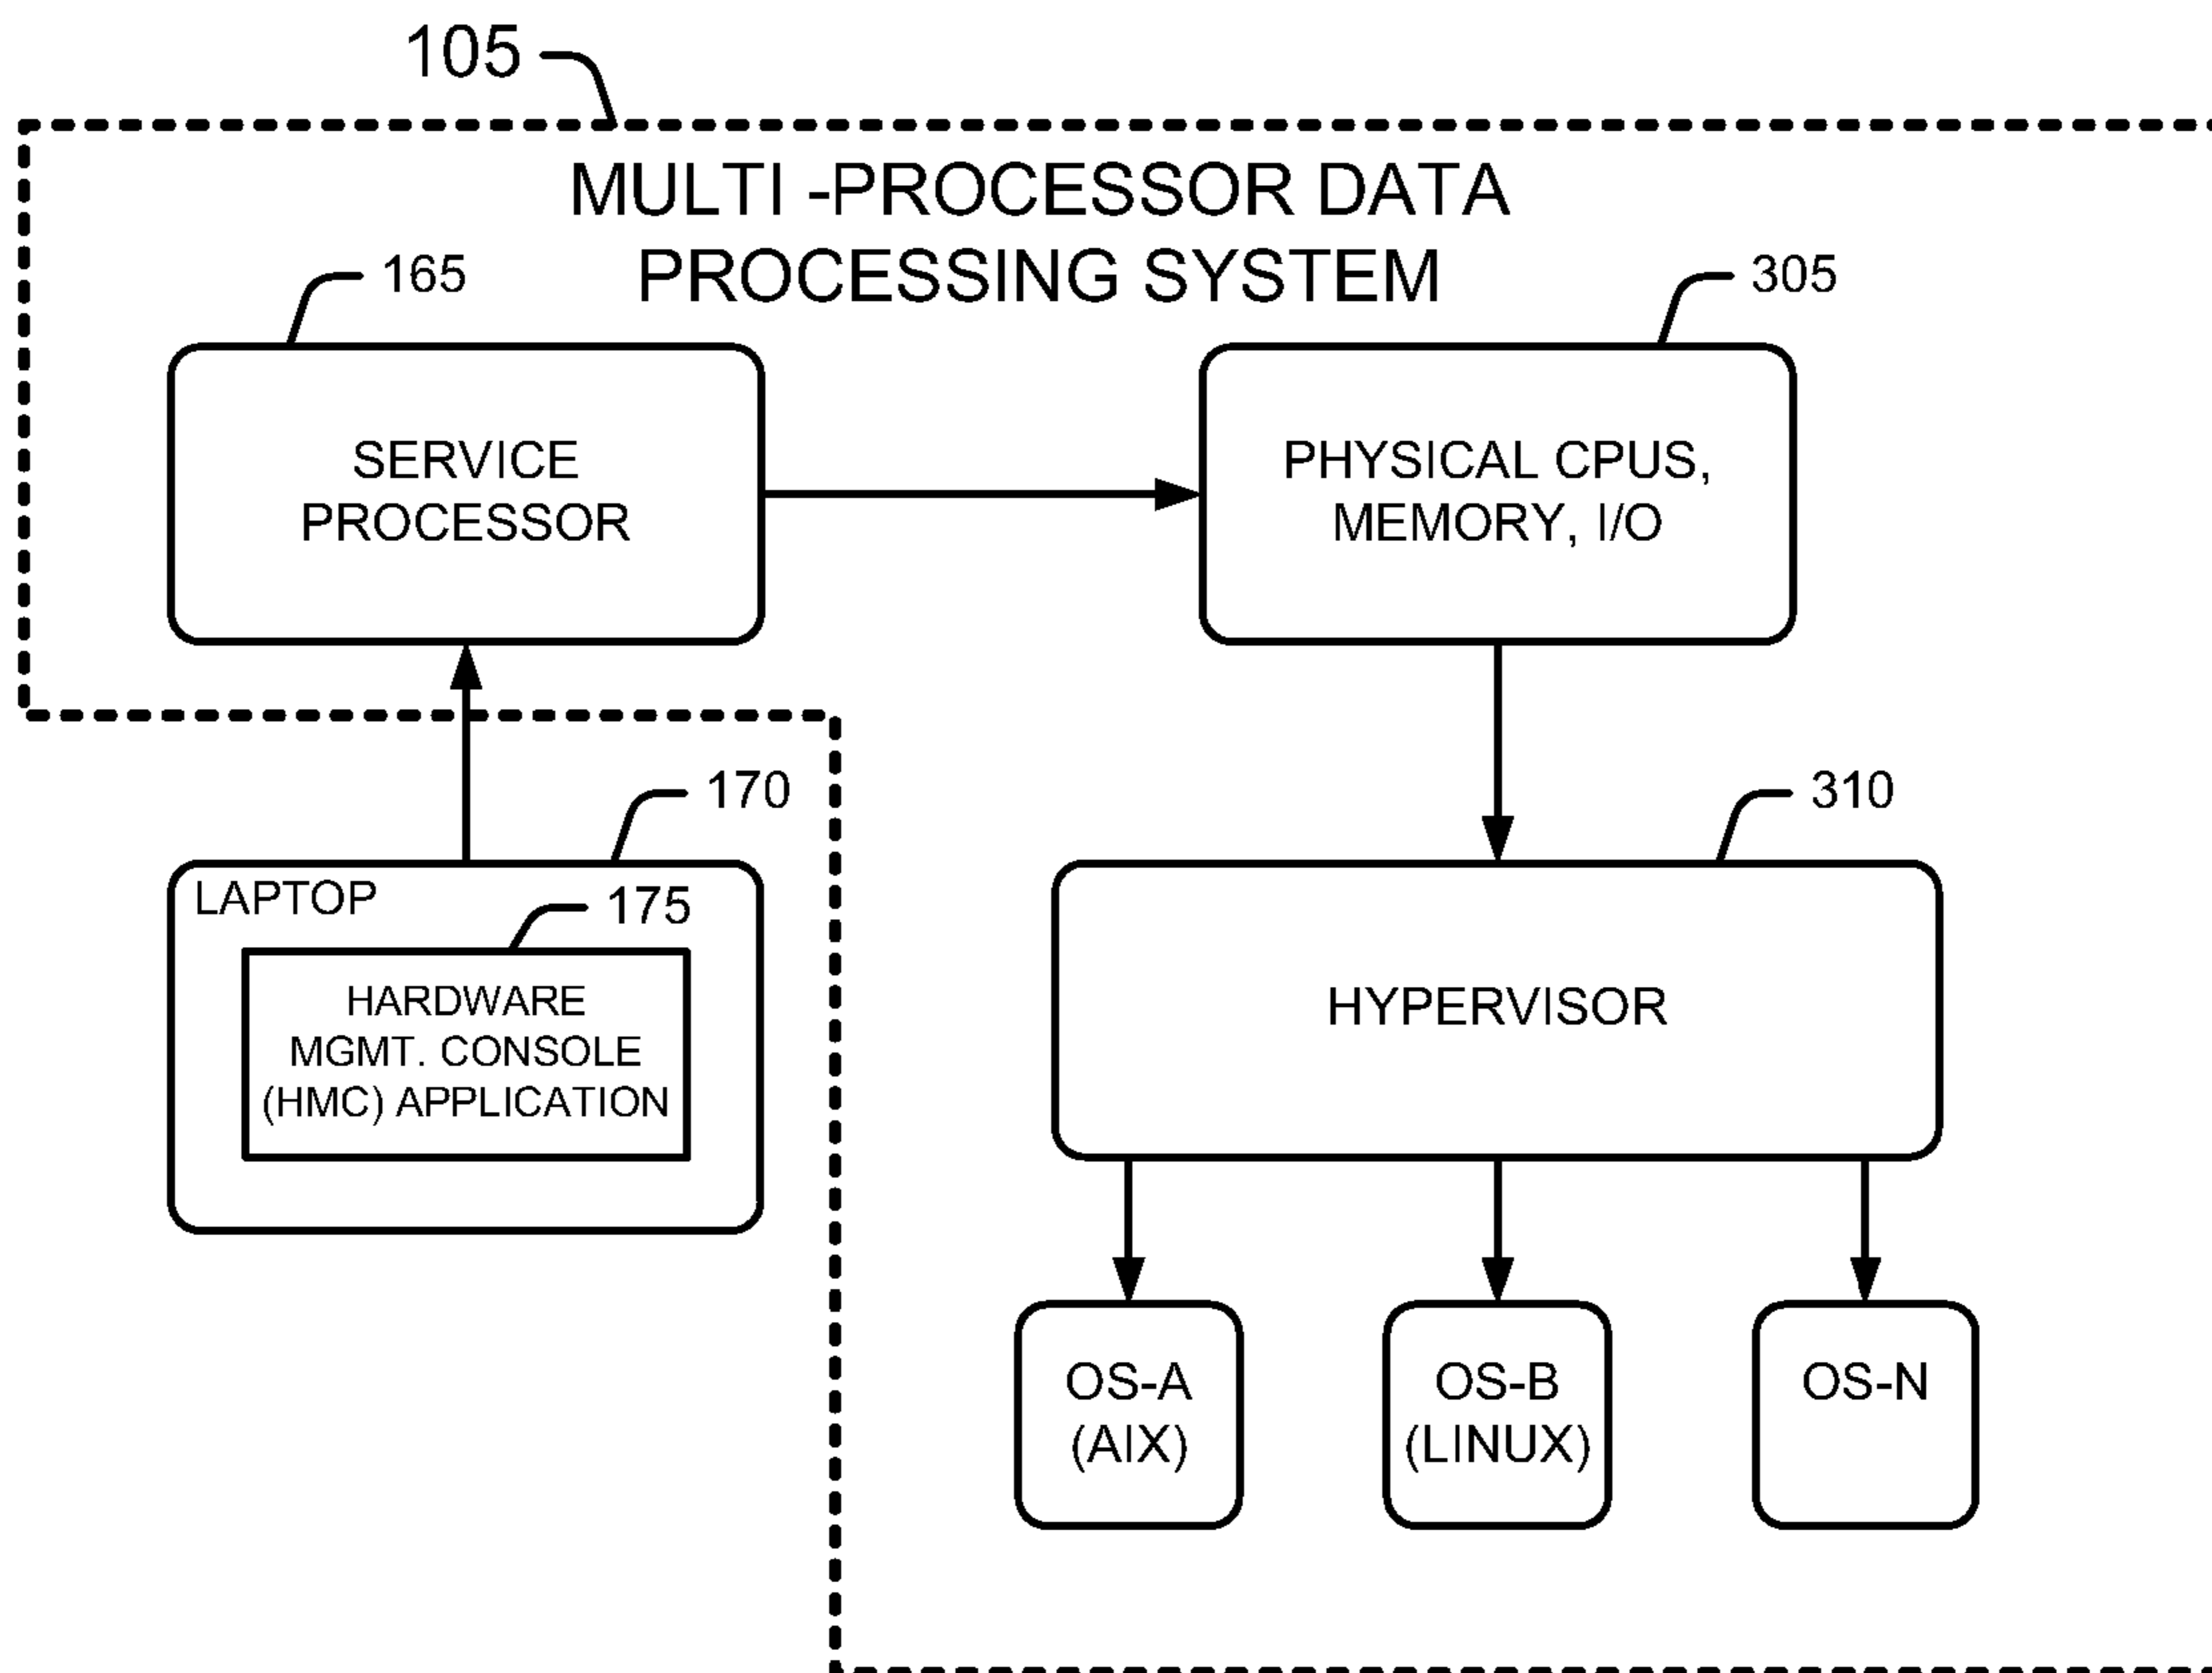 105
MULTI -PROCESSOR DATA
PROCESSING SYSTEM
165
305
SERVICE
PROCESSOR
PHYSICAL CPUS,
MEMORY, I/O
170
310
LAPTOP
175
HARDWARE
MGMT. CONSOLE
(HMC) APPLICATION
HYPERVISOR
OS-A
(AIX)
OS-B
(LINUX)
OS-N